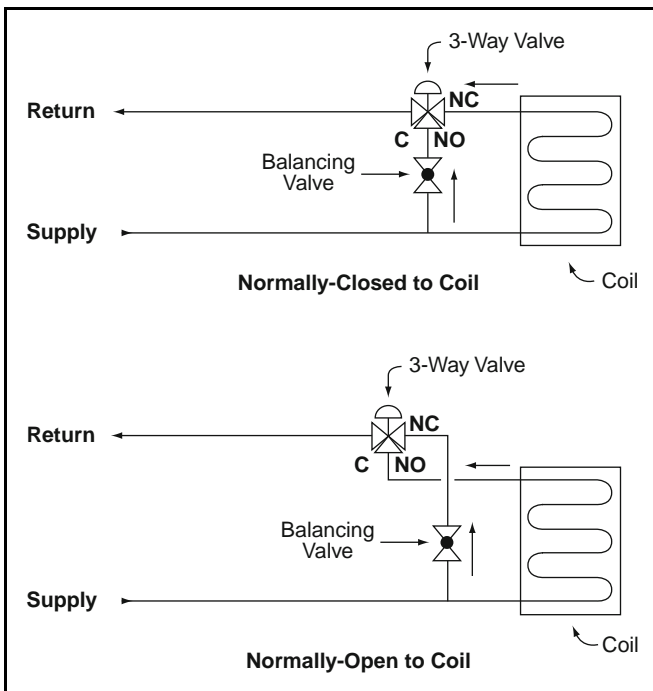 3-Way Valve
Return
NC
C NO
Balancing
Valve
Supply
Normally-Closed to Coil
Coil
3-Way Valve
Return
NC
C NO
Balancing
Valve
Supply
Coil
Normally-Open to Coil